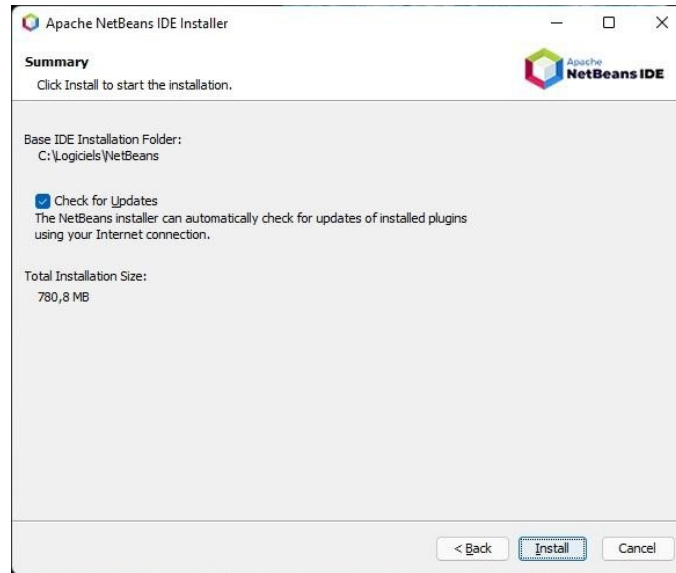 Apache NetBeans IDE Installer
Summary
Click Install to start the installation.
Apache
NetBeans IDE
Base IDE Installation Folder:
C:\Logiciels\NetBeans
Check for Updates
The NetBeans installer can automatically check for updates of installed plugins
using your Internet connection.
Total Installation Size:
780,8 MB
< Back
Install
Cancel